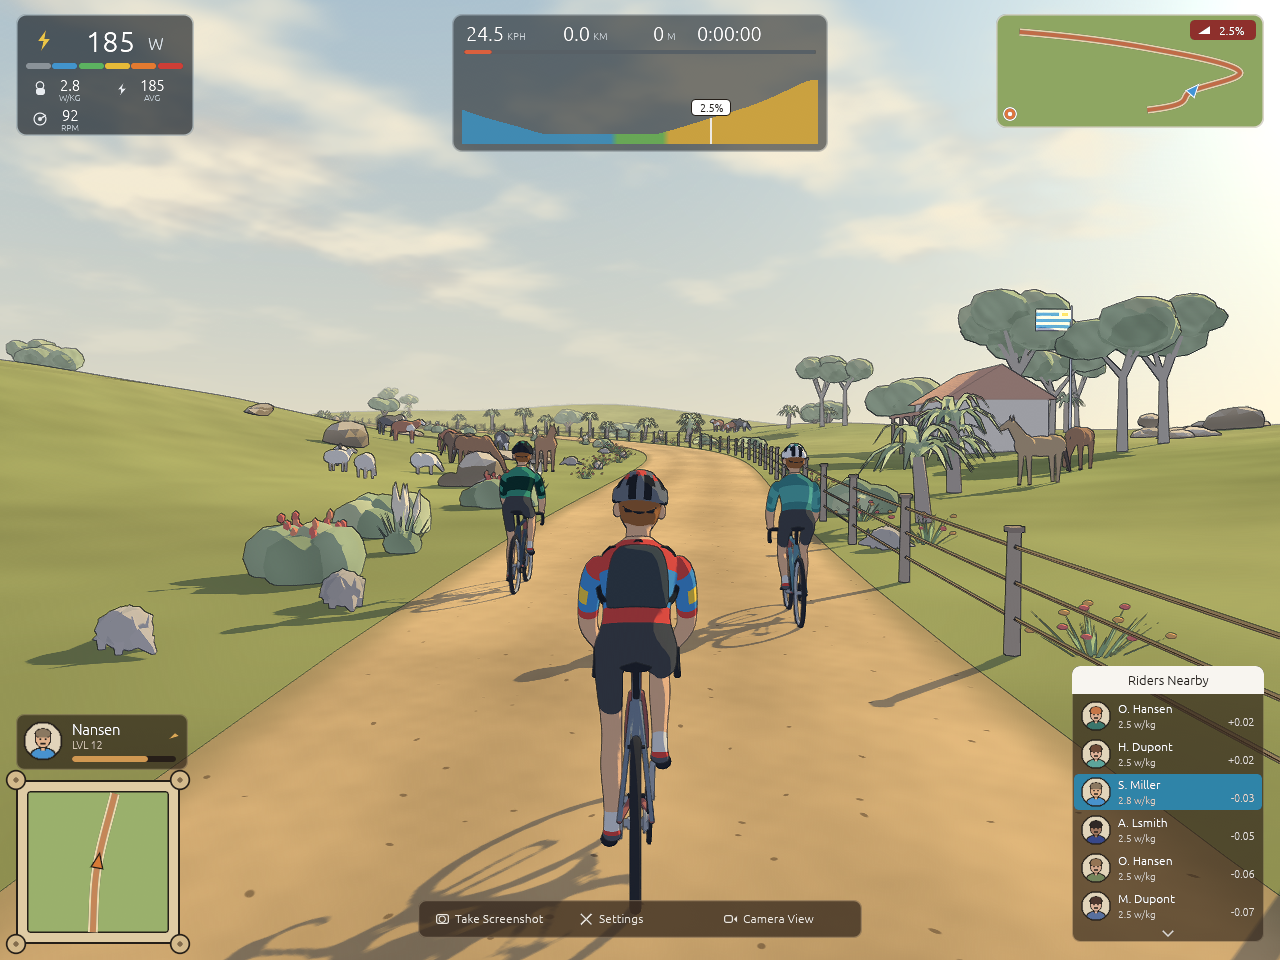 185 W
2.8
W/KG
185
AVG
92
RPM
24.5 KPH 0.0 KM 0 M 0:00:00
2.5%
2.5%
Nansen
LVL 12
Riders Nearby
O. Hansen
2.5 w/kg +0.02
H. Dupont
2.5 w/kg +0.02
S. Miller
2.8 w/kg -0.03
A. Lsmith
2.5 w/kg -0.05
O. Hansen
2.5 w/kg -0.06
M. Dupont
2.5 w/kg -0.07
Take Screenshot Settings Camera View